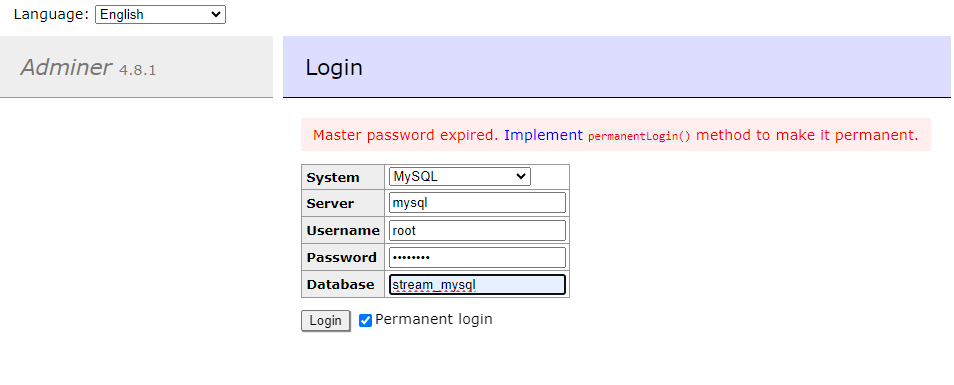 Language: English
Adminer 4.8.1
Login
Master password expired. Implement permanentLogin() method to make it permanent.
System MySQL
Server mysql
Username root
Password ••••••••
Database stream_mysql
Login Permanent login